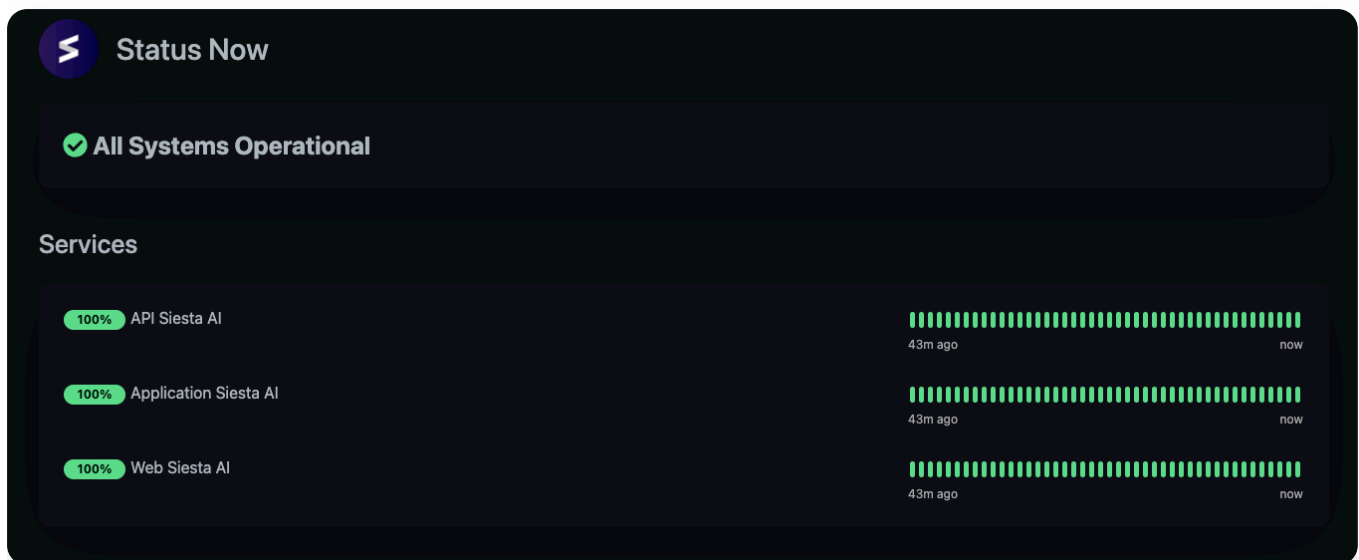 Status Now
All Systems Operational
Services
100% API Siesta AI
43m ago now
100% Application Siesta AI
43m ago now
100% Web Siesta AI
43m ago now